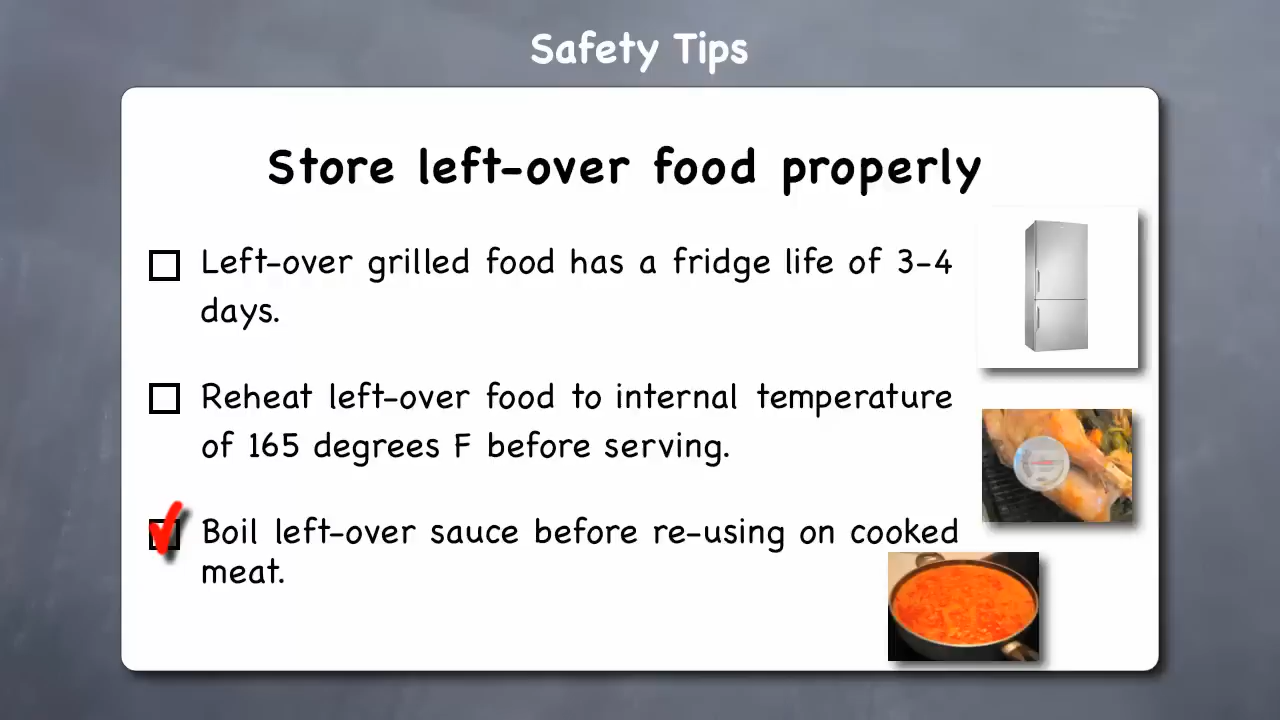 Safety Tips
Store left-over food properly
Left-over grilled food has a fridge life of 3-4
days.
Reheat left-over food to internal temperature
of 165 degrees F before serving.
Boil left-over sauce before re-using on cooked
meat.